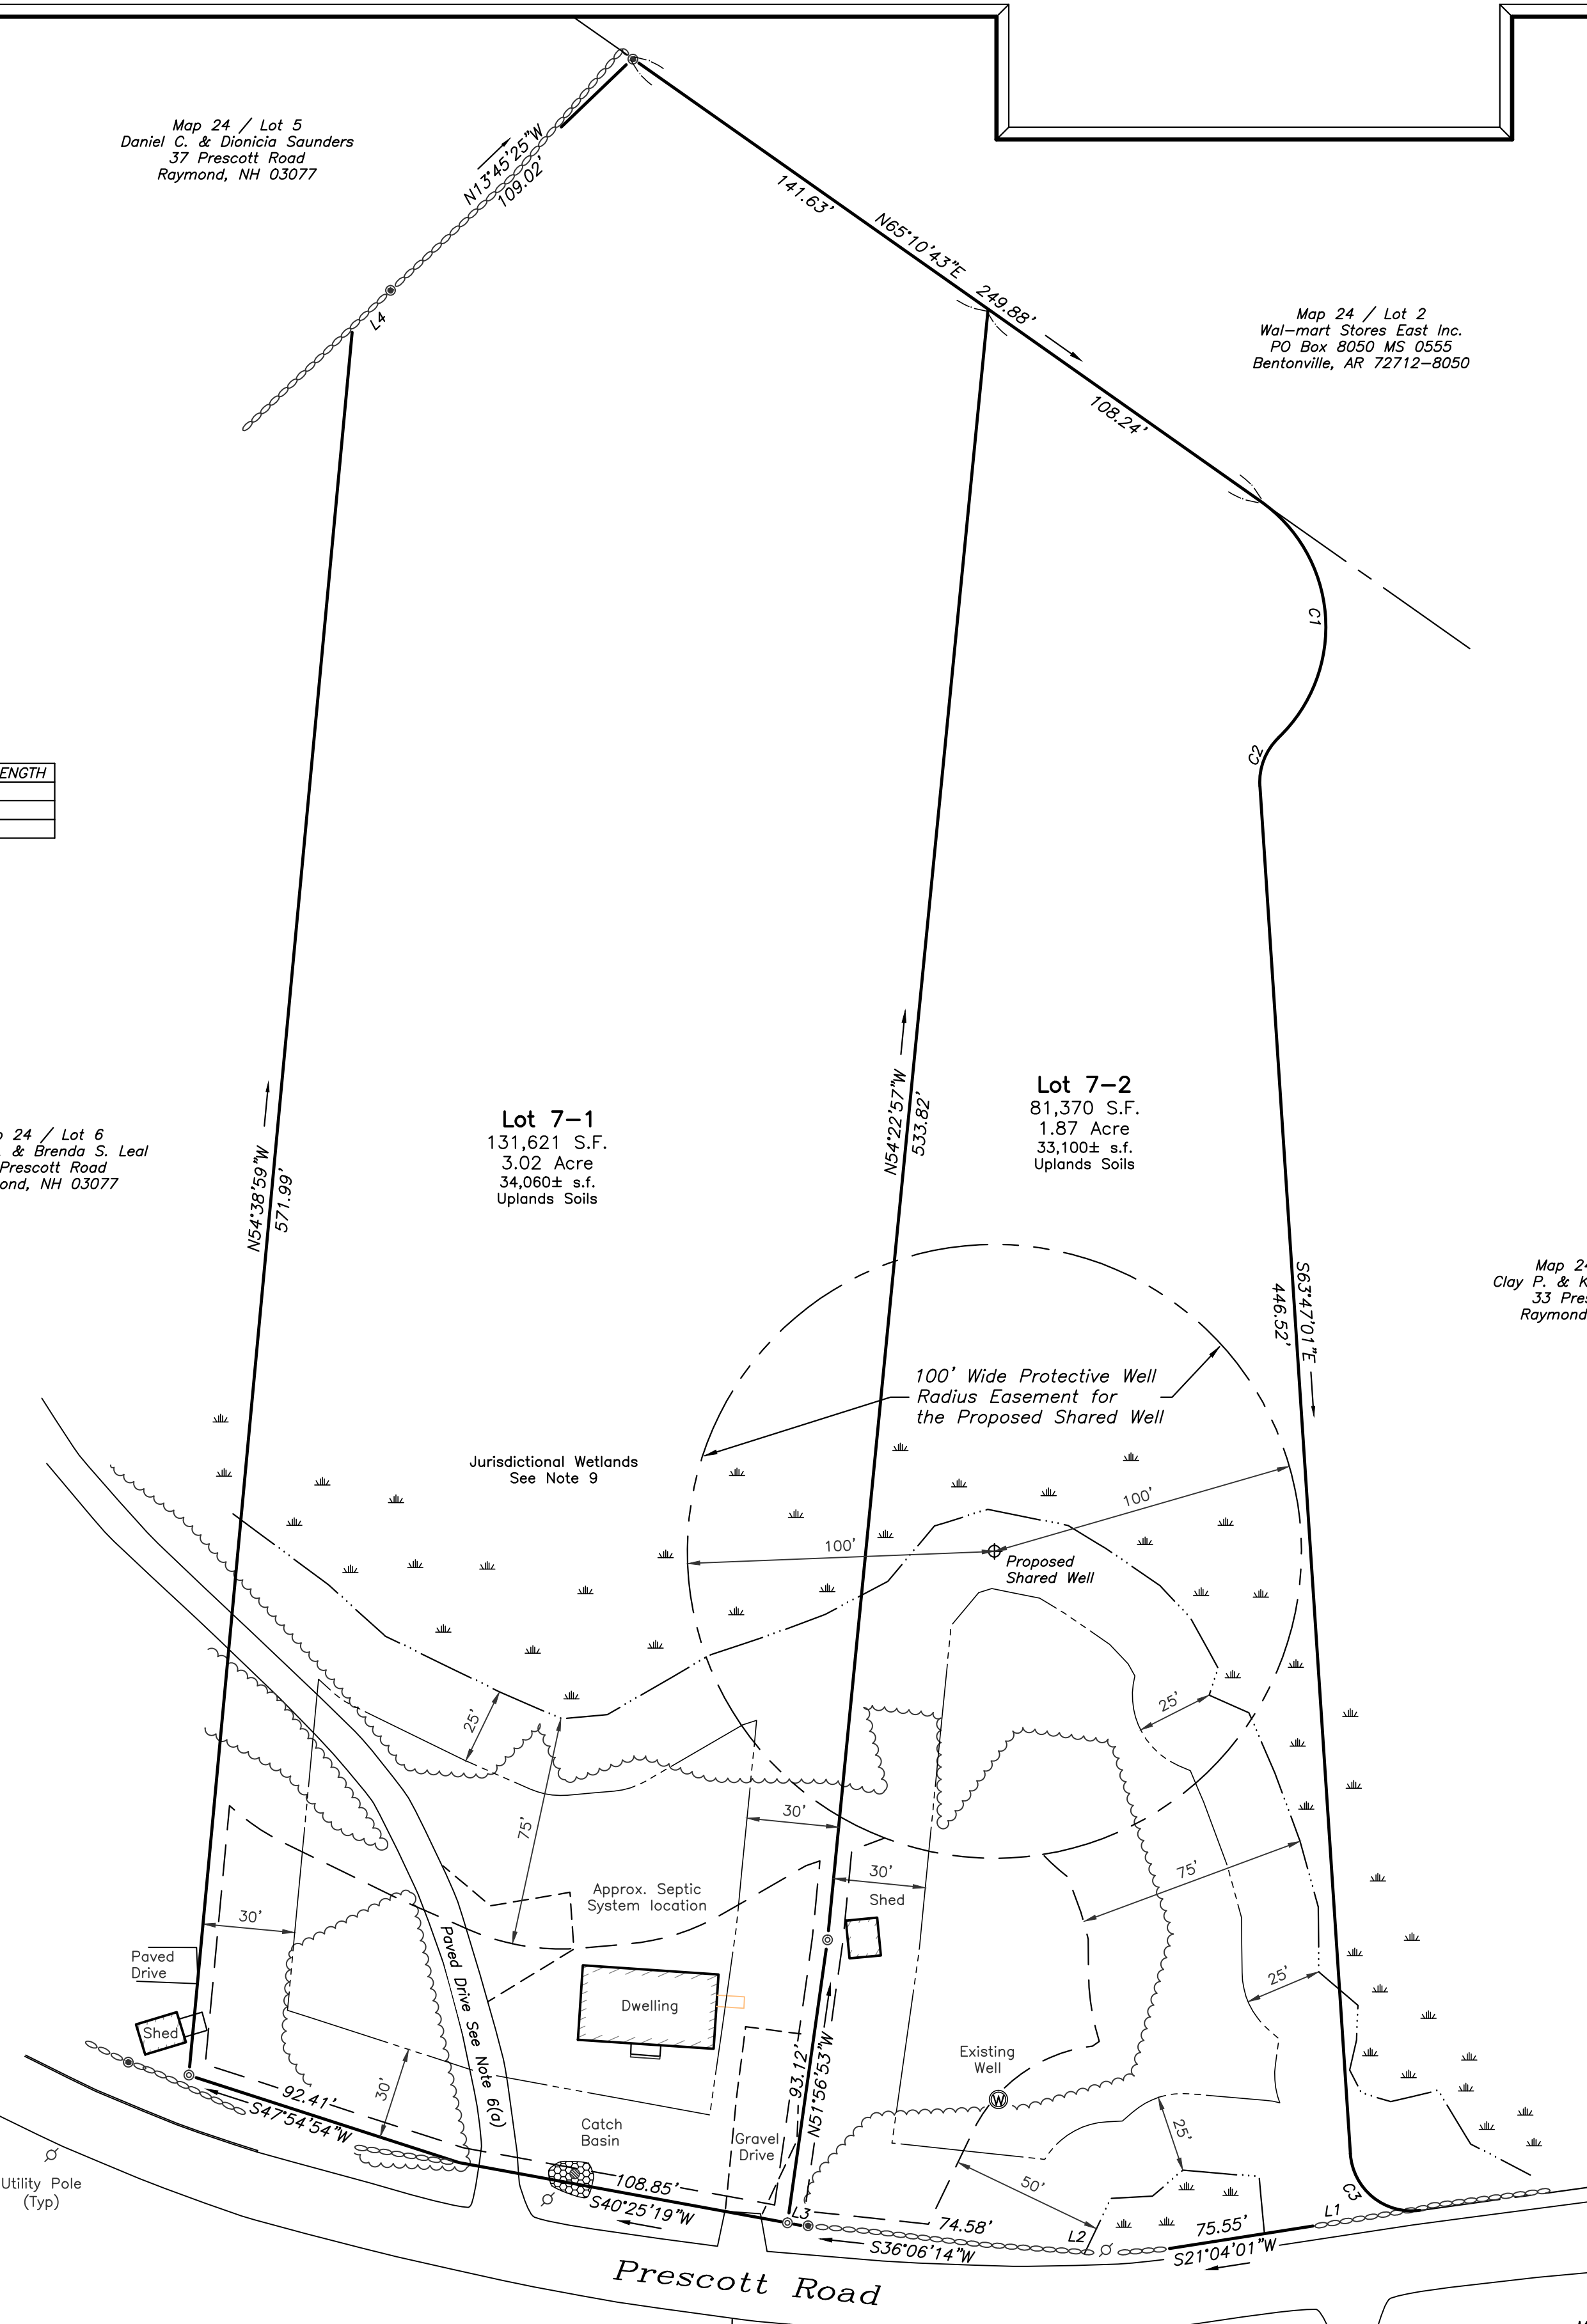 Map 24 / Lot 5
Daniel C. & Dionicia Saunders
37 Prescott Road
Raymond, NH 03077
N13°45'25"W
109.02'
L4
141.63'
N65°10'43"E
249.88'
108.24'
Map 24 / Lot 2
Wal-mart Stores East Inc.
PO Box 8050 MS 0555
Bentonville, AR 72712-8050
C1
C2
ENGTH
24 / Lot 6
& Brenda S. Leal
Prescott Road
ond, NH 03077
N54°38'59"W
571.99'
Lot 7-1
131,621 S.F.
3.02 Acre
34,060± s.f.
Uplands Soils
N54°22'57"W
533.82'
Lot 7-2
81,370 S.F.
1.87 Acre
33,100± s.f.
Uplands Soils
S63°47'01"E
446.52'
Map 24
Clay P. & K
33 Pres
Raymond
100' Wide Protective Well
Radius Easement for
the Proposed Shared Well
Jurisdictional Wetlands
See Note 9
100'
100'
Proposed
Shared Well
25'
25'
75'
30'
30'
75'
Approx. Septic
System location
Shed
30'
Paved
Drive
Paved Drive See Note 6(a)
Dwelling
25'
Shed
Existing
Well
W
30'
93.12'
N51°56'53"W
92.41'
S47°54'54"W
Catch
Basin
Gravel
Drive
25'
50'
108.85'
S40°25'19"W
L3
74.58'
S36°06'14"W
L2
75.55'
S21°04'01"W
L1
C3
Utility Pole
(Typ)
Prescott Road